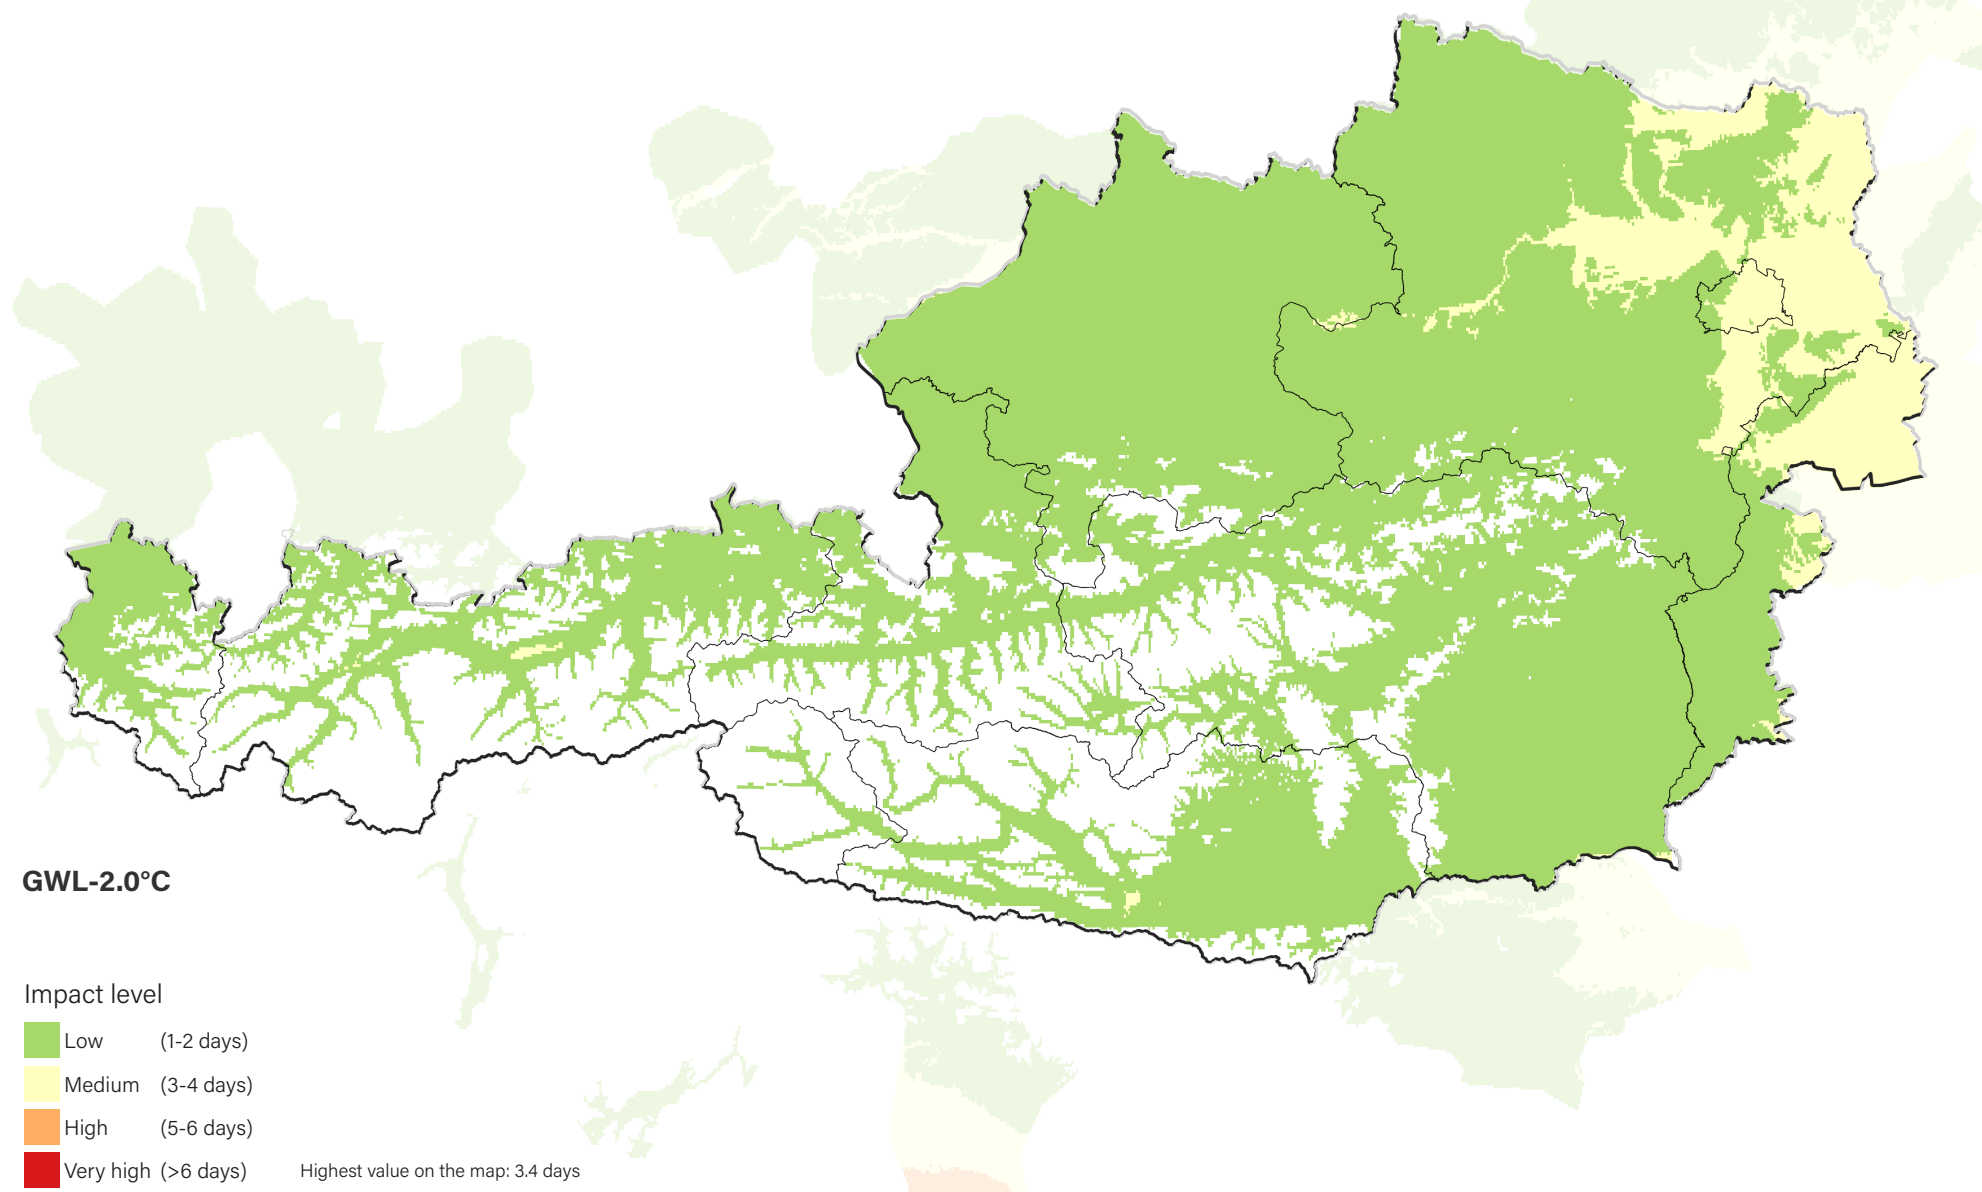 GWL-2.0°C
Impact level
Low (1-2 days)
Medium (3-4 days)
High (5-6 days)
Very high (>6 days) Highest value on the map: 3.4 days